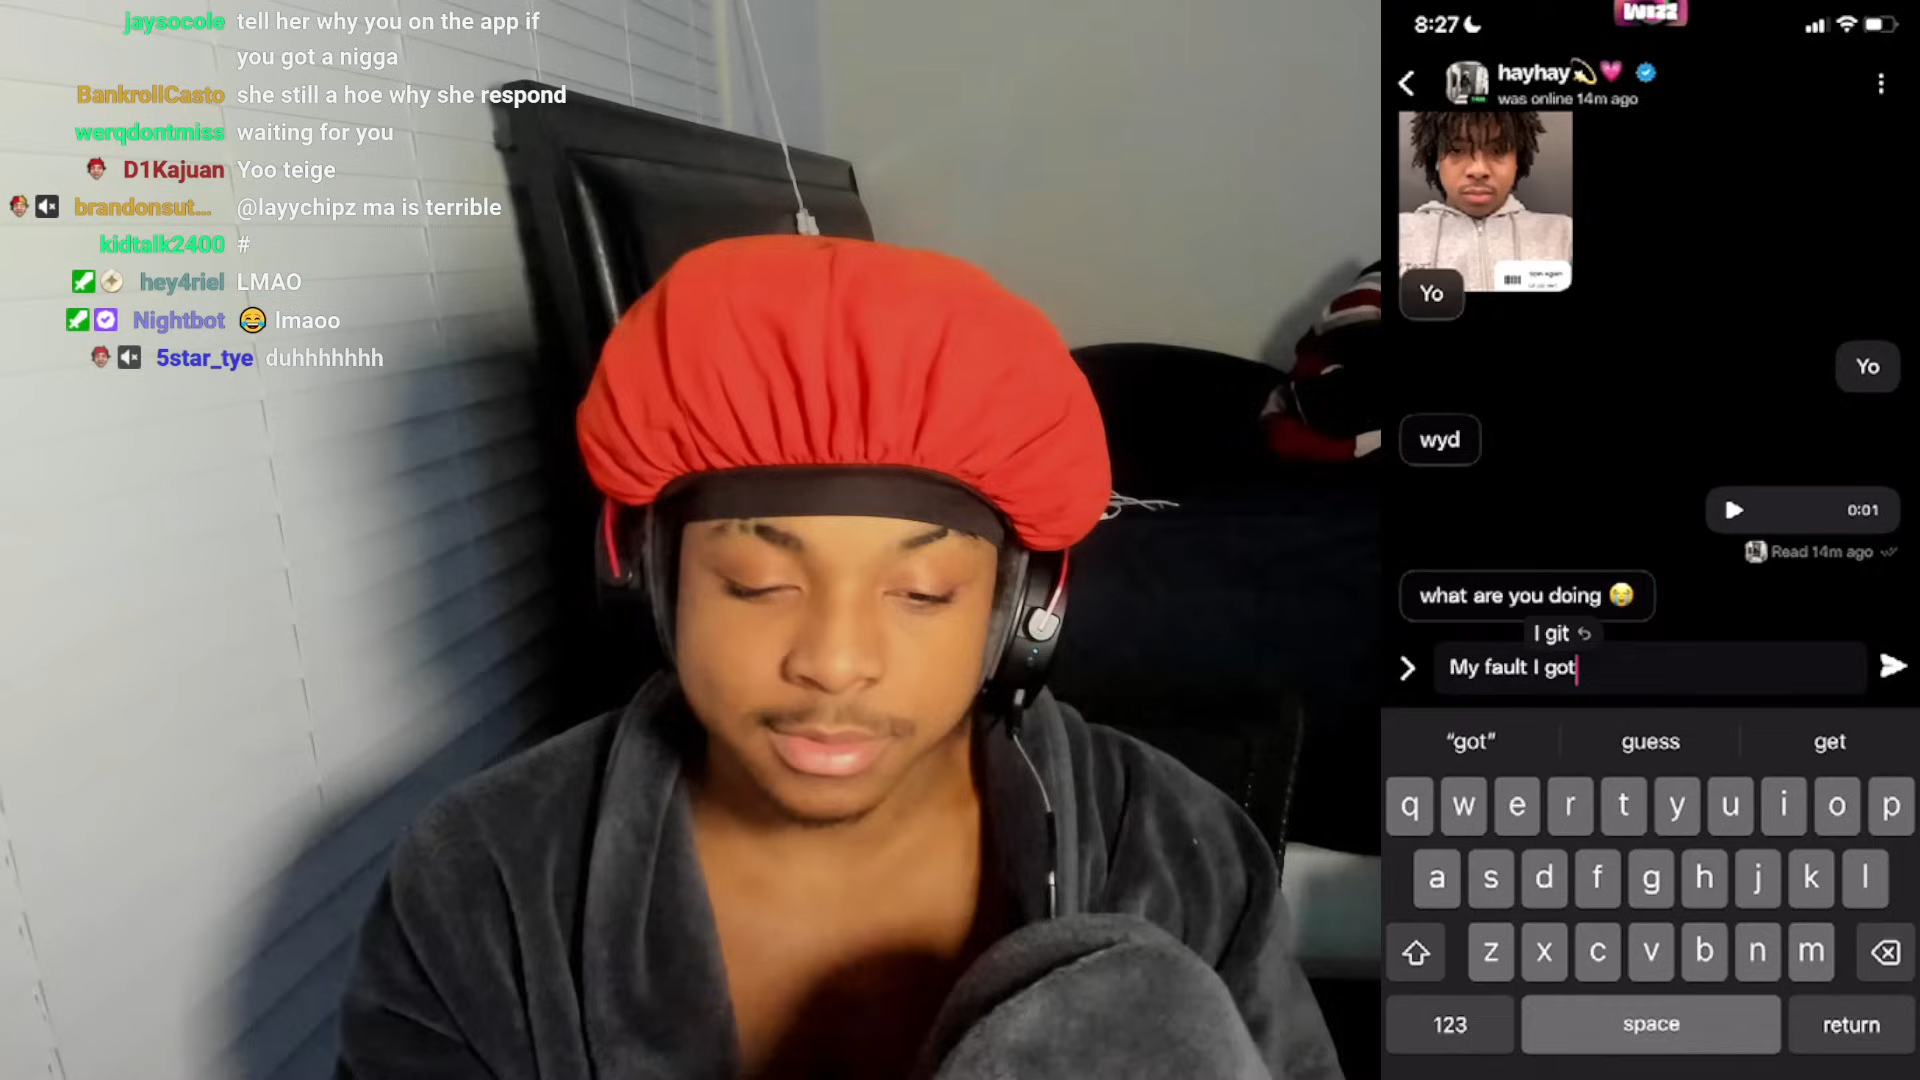 jaysocole tell her why you on the app if
you got a nigga
BankrollCasto she still a hoe why she respond
werqdontmiss waiting for you
D1Kajuan Yoo teige
brandonsut... @layychipz ma is terrible
kidtalk2400 #
hey4riel LMAO
Nightbot 😂 lmaoo
5star_tye duhhhhhhh
8:27
WIZZ
hayhay💫💗
was online 14m ago
Yo
Yo
wyd
0:01
Read 14m ago
what are you doing 😭
I git
My fault I got
“got” guess get
q w e r t y u i o p
a s d f g h j k l
z x c v b n m
123 space return